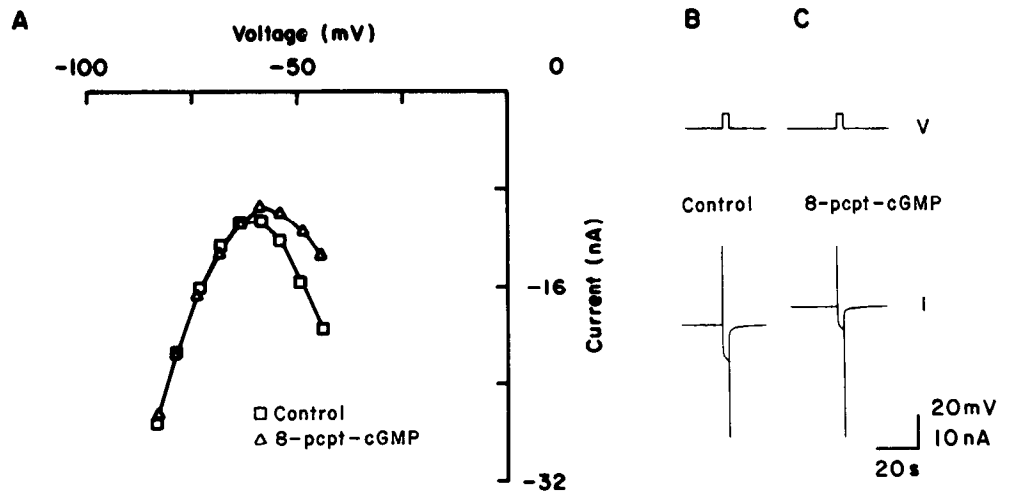 A
Voltage (mV)
-100
-50
0
-16
-32
Current (nA)
Control
8-pcpt-cGMP
B
C
V
Control
8-pcpt-cGMP
I
20mV
10nA
20s